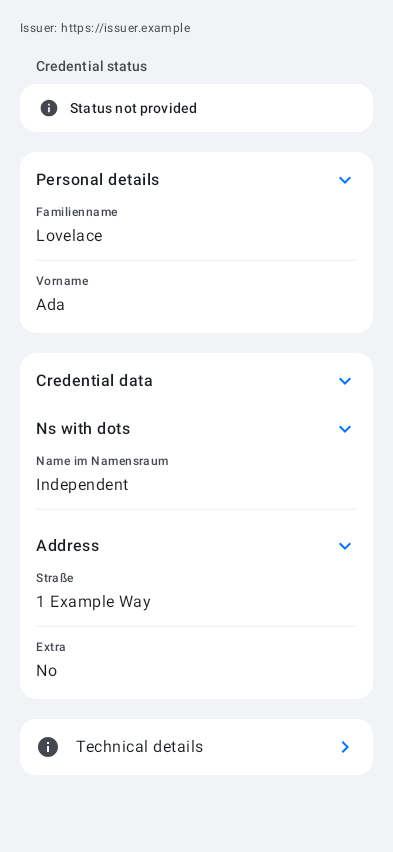 Issuer: https://issuer.example
Credential status
Status not provided
Personal details
Familienname
Lovelace
Vorname
Ada
Credential data
Ns with dots
Name im Namensraum
Independent
Address
Straße
1 Example Way
Extra
No
Technical details